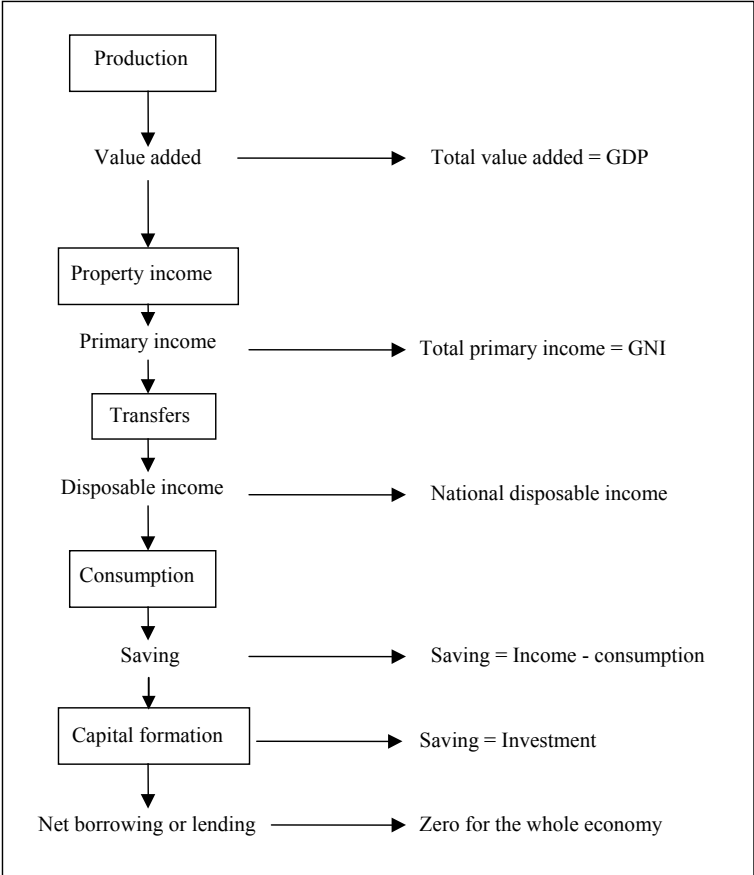 Production
Value added
Total value added = GDP
Property income
Primary income
Total primary income = GNI
Transfers
Disposable income
National disposable income
Consumption
Saving
Saving = Income - consumption
Capital formation
Saving = Investment
Net borrowing or lending
Zero for the whole economy